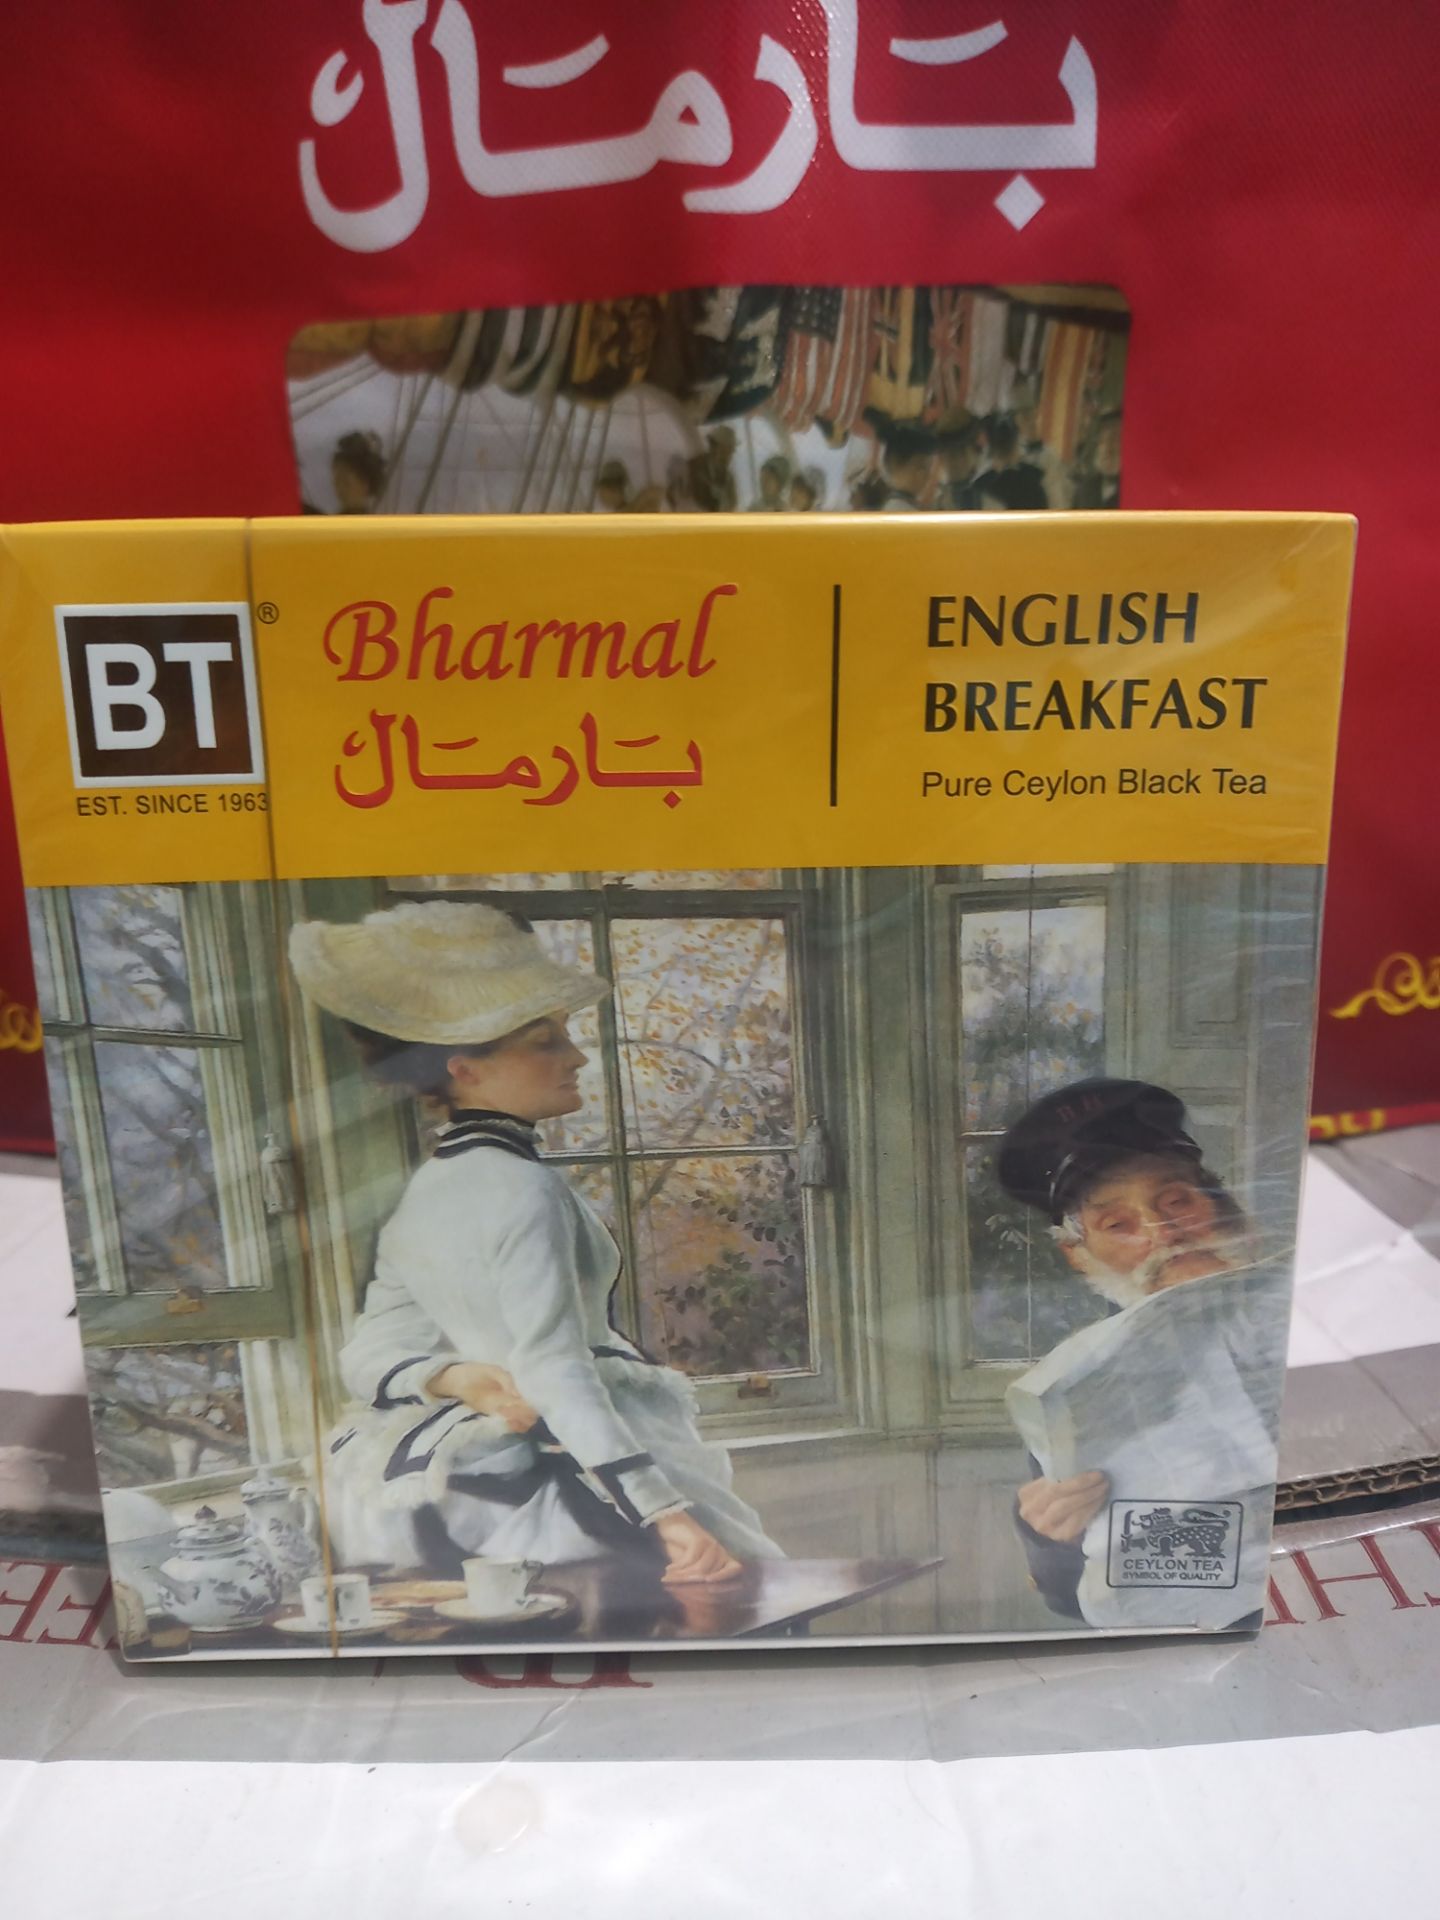 بارمال
BT
®
EST. SINCE 1963
Bharmal
بارمال
ENGLISH
BREAKFAST
Pure Ceylon Black Tea
CEYLON TEA
SYMBOL OF QUALITY